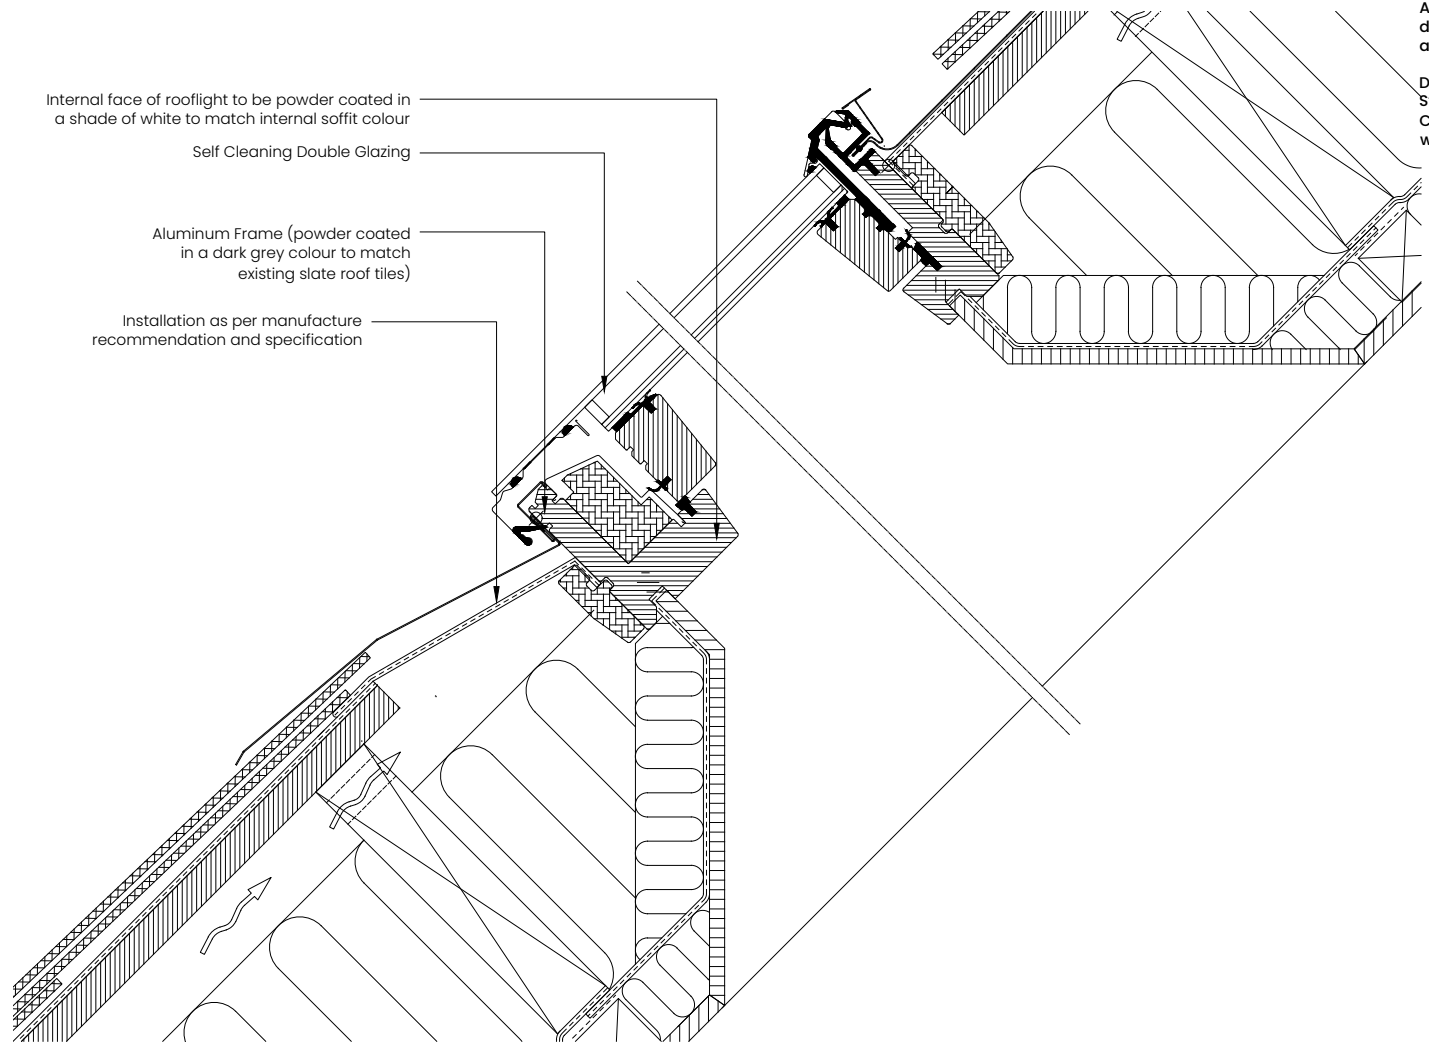 Internal face of rooflight to be powder coated in
a shade of white to match internal soffit colour
Self Cleaning Double Glazing
Aluminum Frame (powder coated
in a dark grey colour to match
existing slate roof tiles)
Installation as per manufacture
recommendation and specification